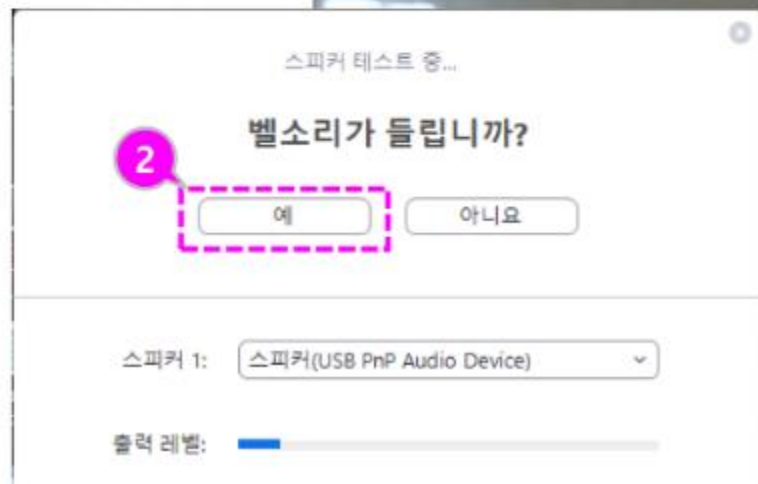 스피커 테스트 중...
벨소리가 들립니까?
2
예 아니요
스피커 1: 스피커(USB PnP Audio Device)
출력 레벨: